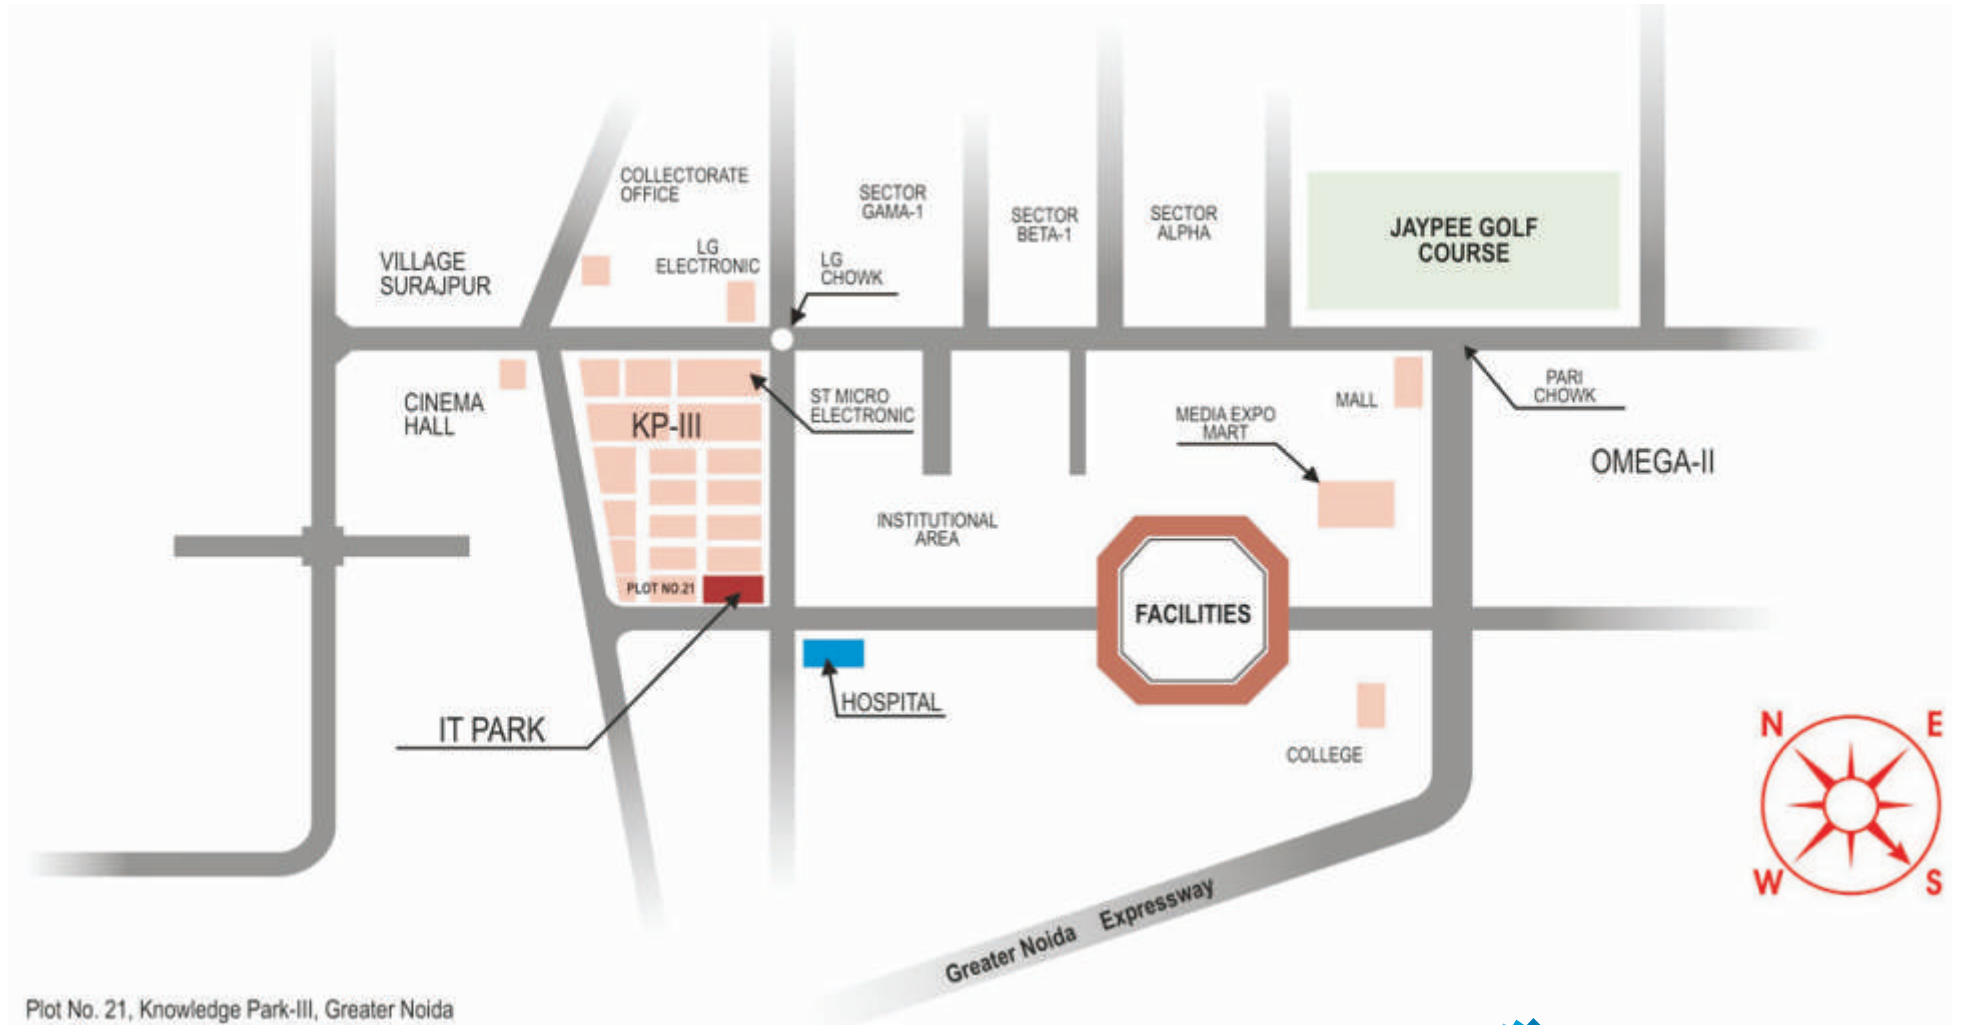 COLLECTORATE
OFFICE
SECTOR
GAMA-1
SECTOR
BETA-1
SECTOR
ALPHA
JAYPEE GOLF
COURSE
VILLAGE
SURAJPUR
LG
ELECTRONIC
LG
CHOWK
CINEMA
HALL
KP-III
ST MICRO
ELECTRONIC
MEDIA EXPO
MART
MALL
PARI
CHOWK
OMEGA-II
INSTITUTIONAL
AREA
PLOT NO.21
FACILITIES
IT PARK
HOSPITAL
COLLEGE
N
E
W
S
Greater Noida Expressway
Plot No. 21, Knowledge Park-III, Greater Noida